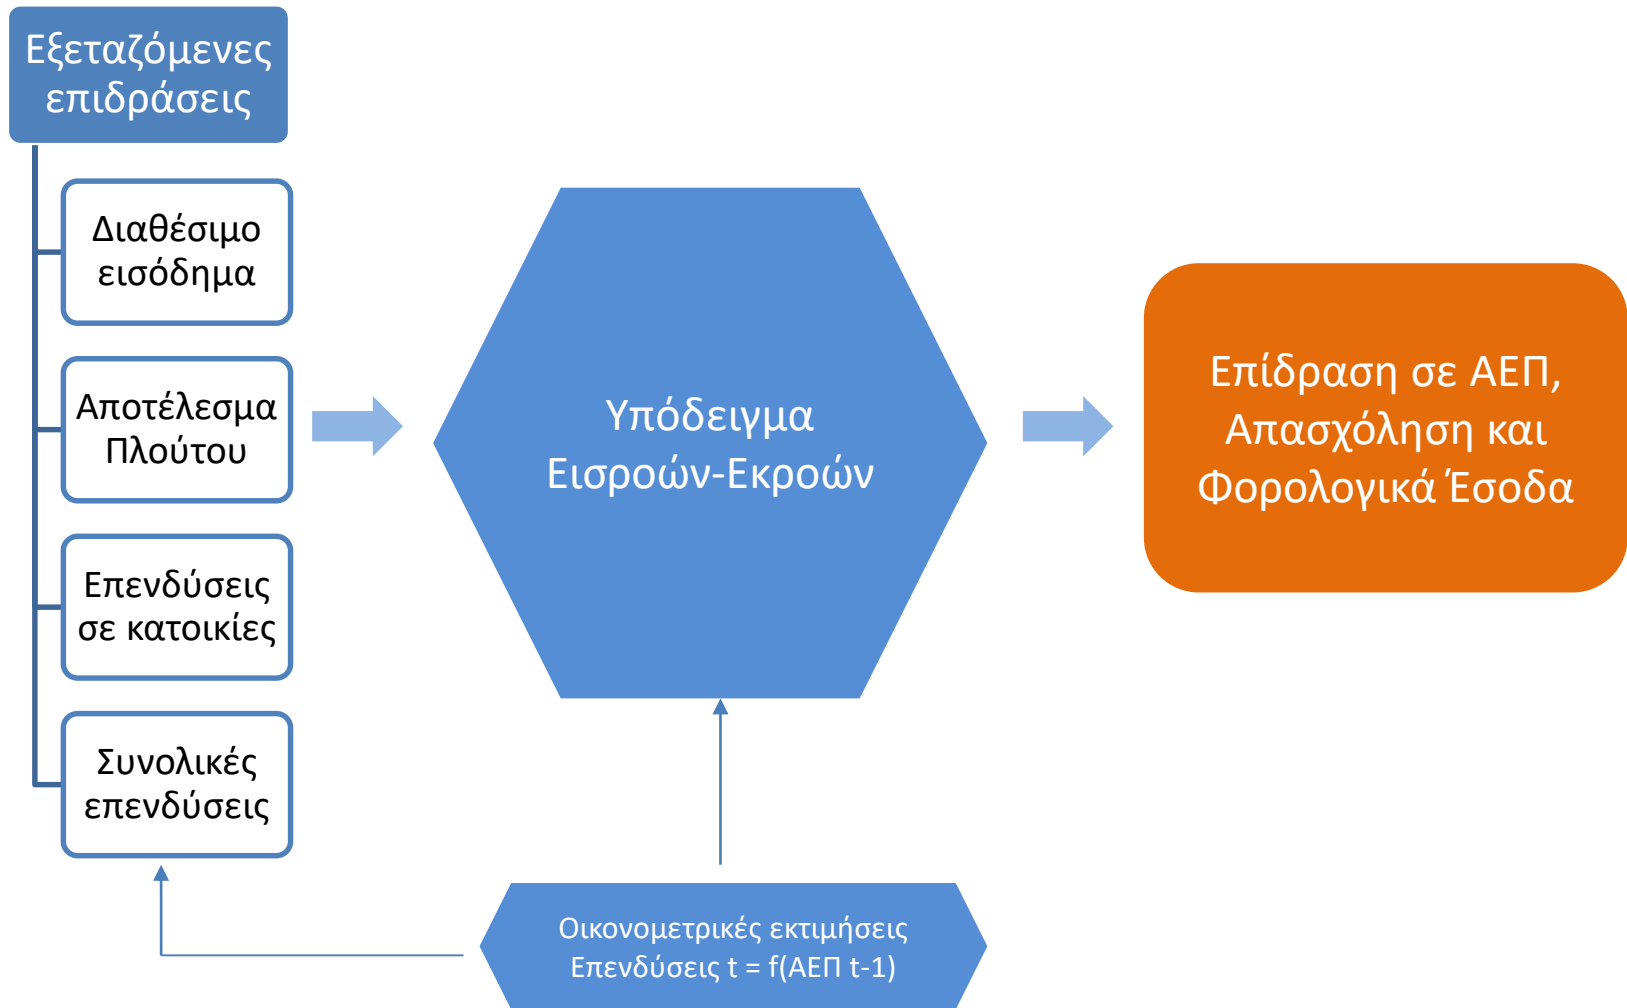 Εξεταζόμενες
επιδράσεις
Διαθέσιμο
εισόδημα
Αποτέλεσμα
Πλούτου
Επενδύσεις
σε κατοικίες
Συνολικές
επενδύσεις
Υπόδειγμα
Εισροών-Εκροών
Επίδραση σε ΑΕΠ,
Απασχόληση και
Φορολογικά Έσοδα
Οικονομετρικές εκτιμήσεις
Επενδύσεις t = f(ΑΕΠ t-1)